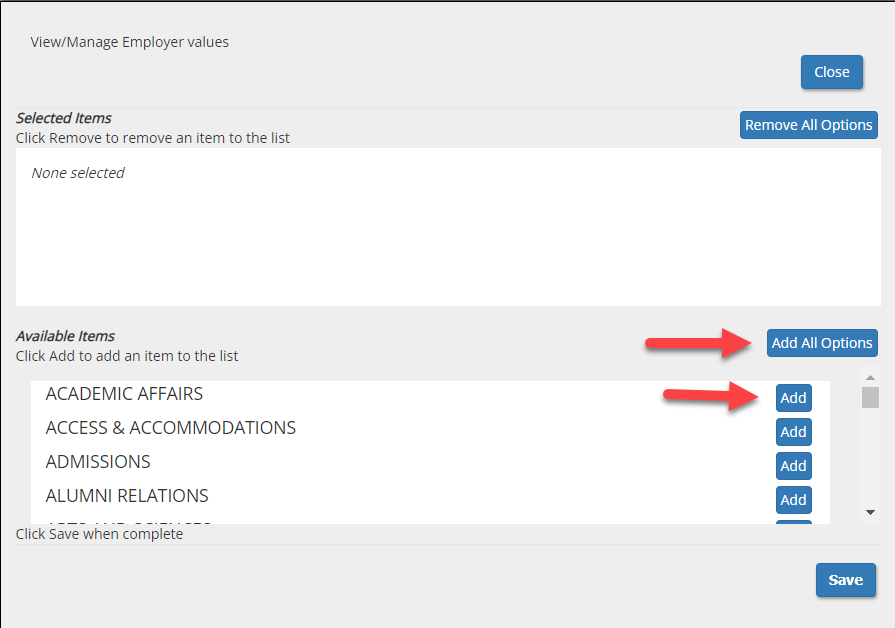 View/Manage Employer values
Close
Selected Items
Remove All Options
Click Remove to remove an item to the list
None selected
Available Items
Add All Options
Click Add to add an item to the list
ACADEMIC AFFAIRS Add
ACCESS & ACCOMMODATIONS Add
ADMISSIONS Add
ALUMNI RELATIONS Add
Click Save when complete
Save